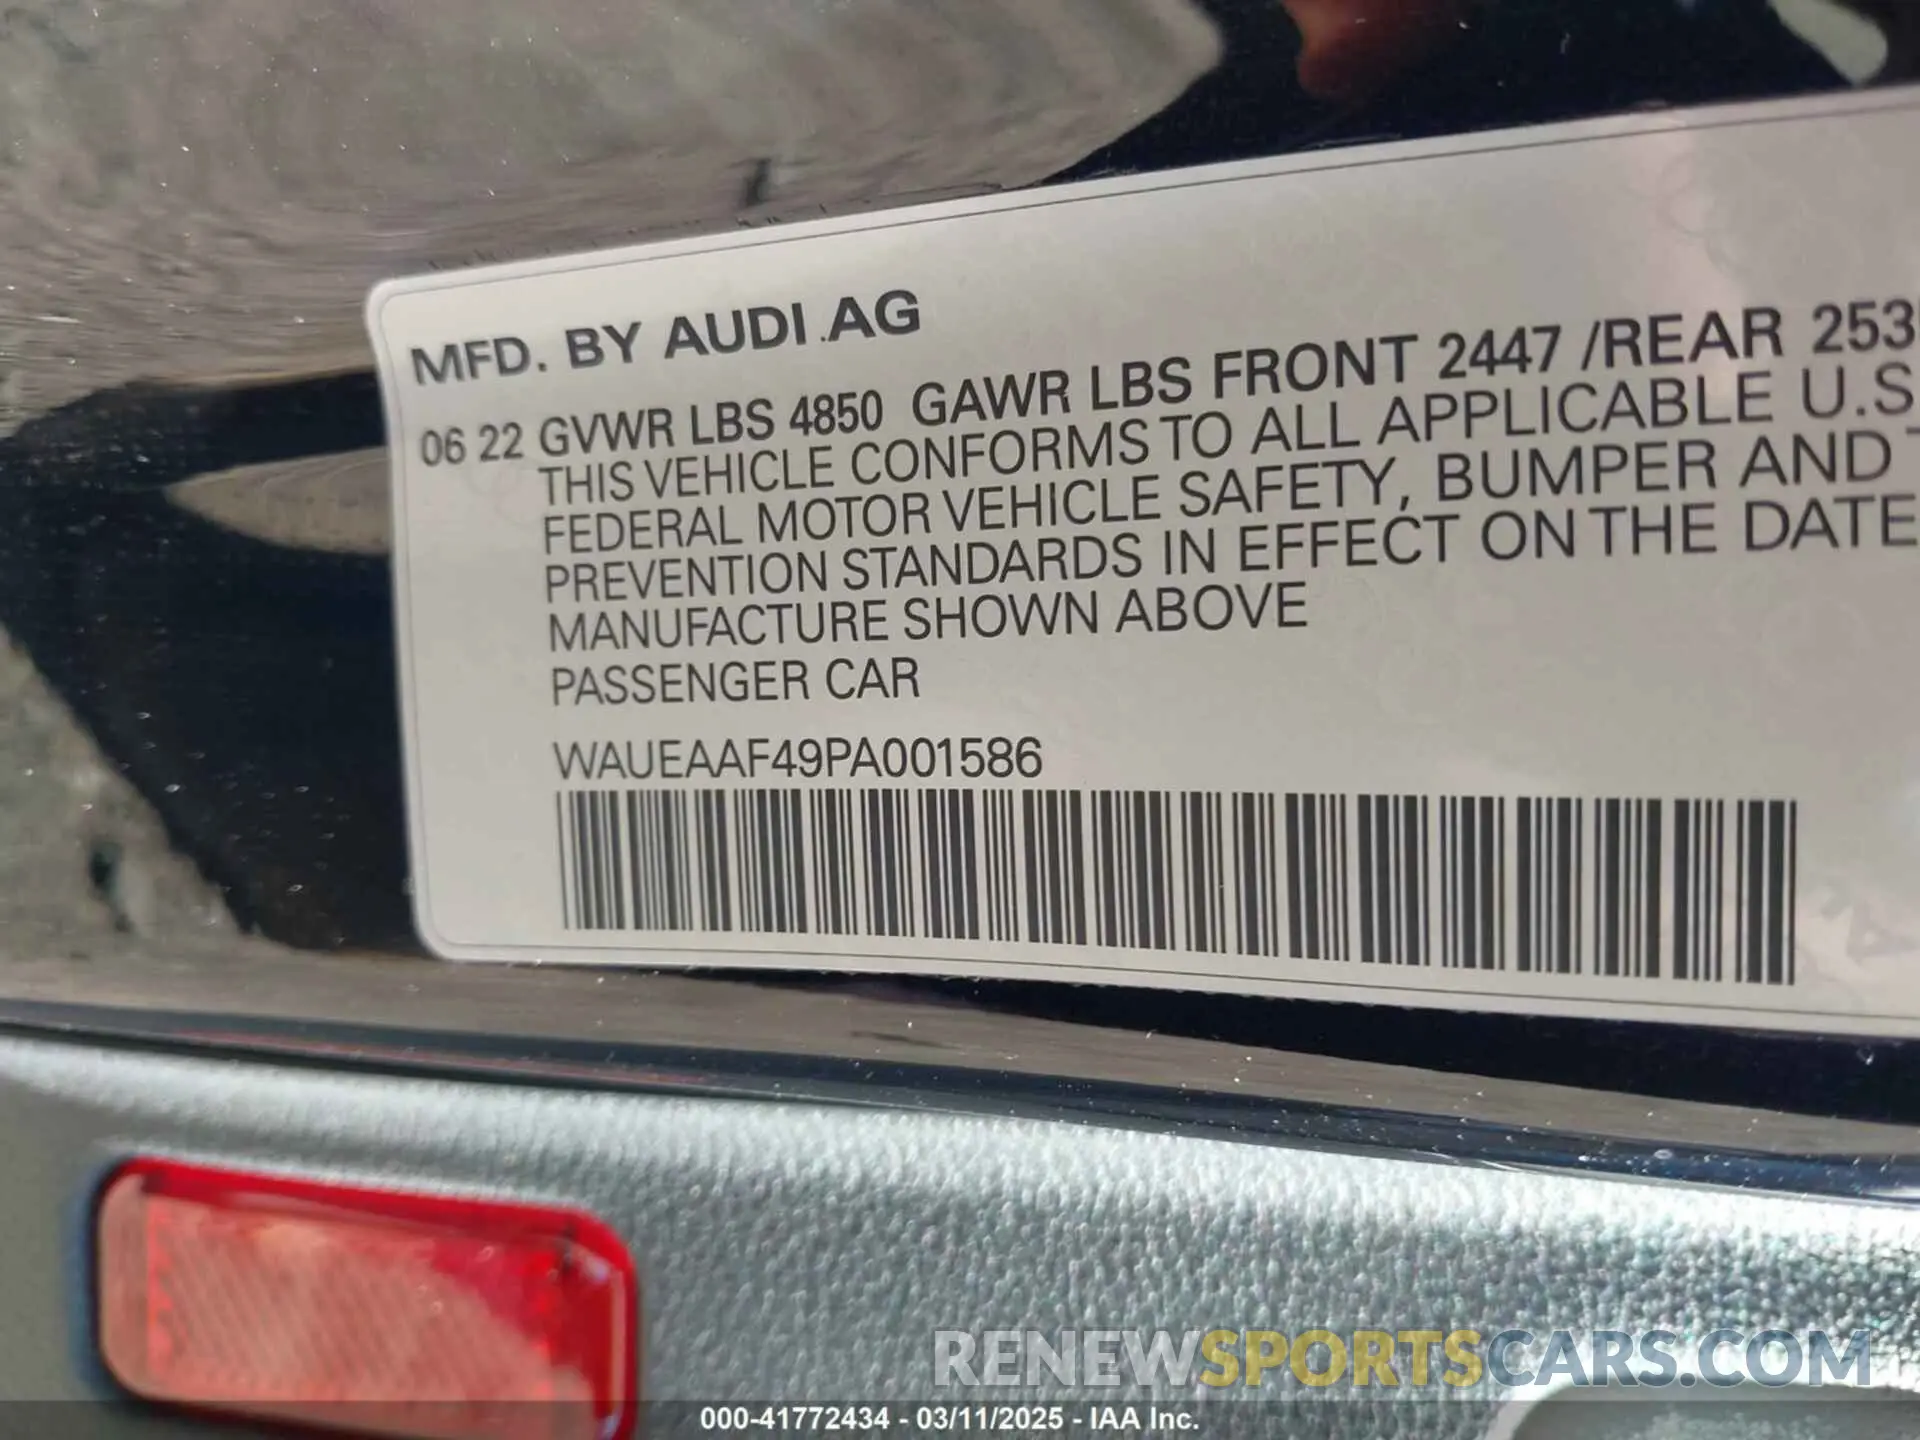 MFD. BY AUDI AG
06 22 GVWR LBS 4850 GAWR LBS FRONT 2447 /REAR 253
THIS VEHICLE CONFORMS TO ALL APPLICABLE U.S
FEDERAL MOTOR VEHICLE SAFETY, BUMPER AND T
PREVENTION STANDARDS IN EFFECT ON THE DATE
MANUFACTURE SHOWN ABOVE
PASSENGER CAR
WAUEAAF49PA001586
RENEWSPORTSCARS.COM
000-41772434 - 03/11/2025 - IAA Inc.